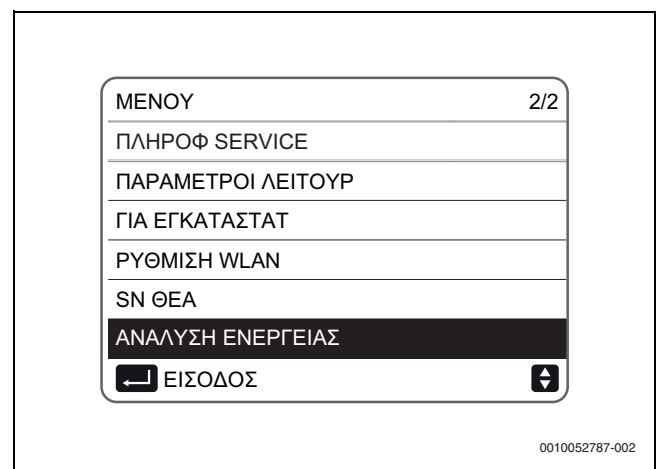 ΜΕΝΟΥ 2/2
ΠΛΗΡΟΦ SERVICE
ΠΑΡΑΜΕΤΡΟΙ ΛΕΙΤΟΥΡ
ΓΙΑ ΕΓΚΑΤΑΣΤΑΤ
ΡΥΘΜΙΣΗ WLAN
SN ΘΕΑ
ΑΝΑΛΥΣΗ ΕΝΕΡΓΕΙΑΣ
ΕΙΣΟΔΟΣ
0010052787-002